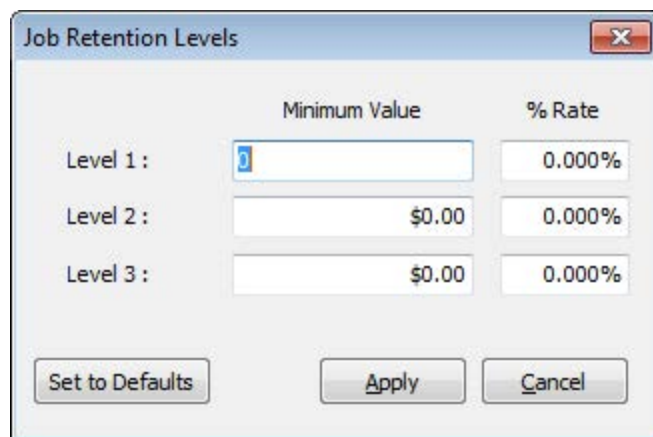 Job Retention Levels
Minimum Value % Rate
Level 1 : 0 0.000%
Level 2 : $0.00 0.000%
Level 3 : $0.00 0.000%
Set to Defaults Apply Cancel